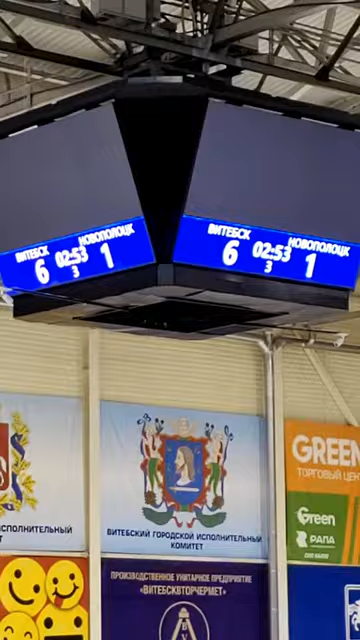 ВИТЕБСК НОВОПОЛОЦК
6 02:53 1
3
ВИТЕБСК НОВОПОЛОЦК
6 02:53 1
3
ИСПОЛНИТЕЛЬНЫЙ
ВИТЕБСКИЙ ГОРОДСКОЙ ИСПОЛНИТЕЛЬНЫЙ
КОМИТЕТ
GREEN
ТОРГОВЫЙ ЦЕН
Green
РАПА
ПРОИЗВОДСТВЕННОЕ УНИТАРНОЕ ПРЕДПРИЯТИЕ
«ВИТЕБСКВТОРЧЕРМЕТ»